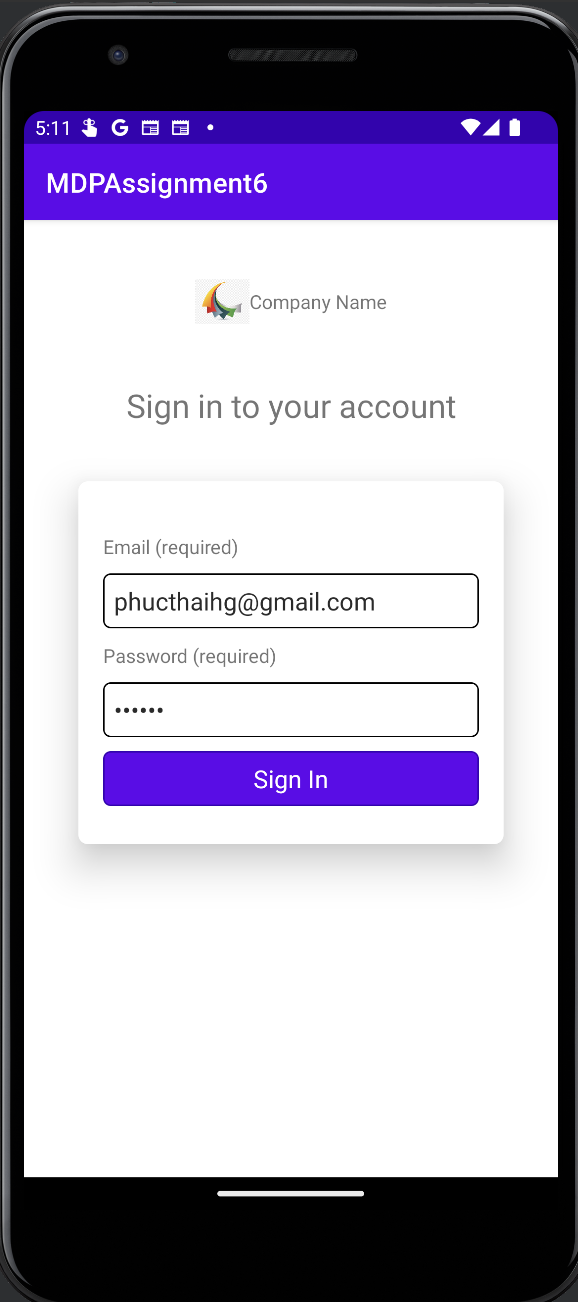 5:11
MDPAssignment6
Company Name
Sign in to your account
Email (required)
phucthaihg@gmail.com
Password (required)
••••••
Sign In